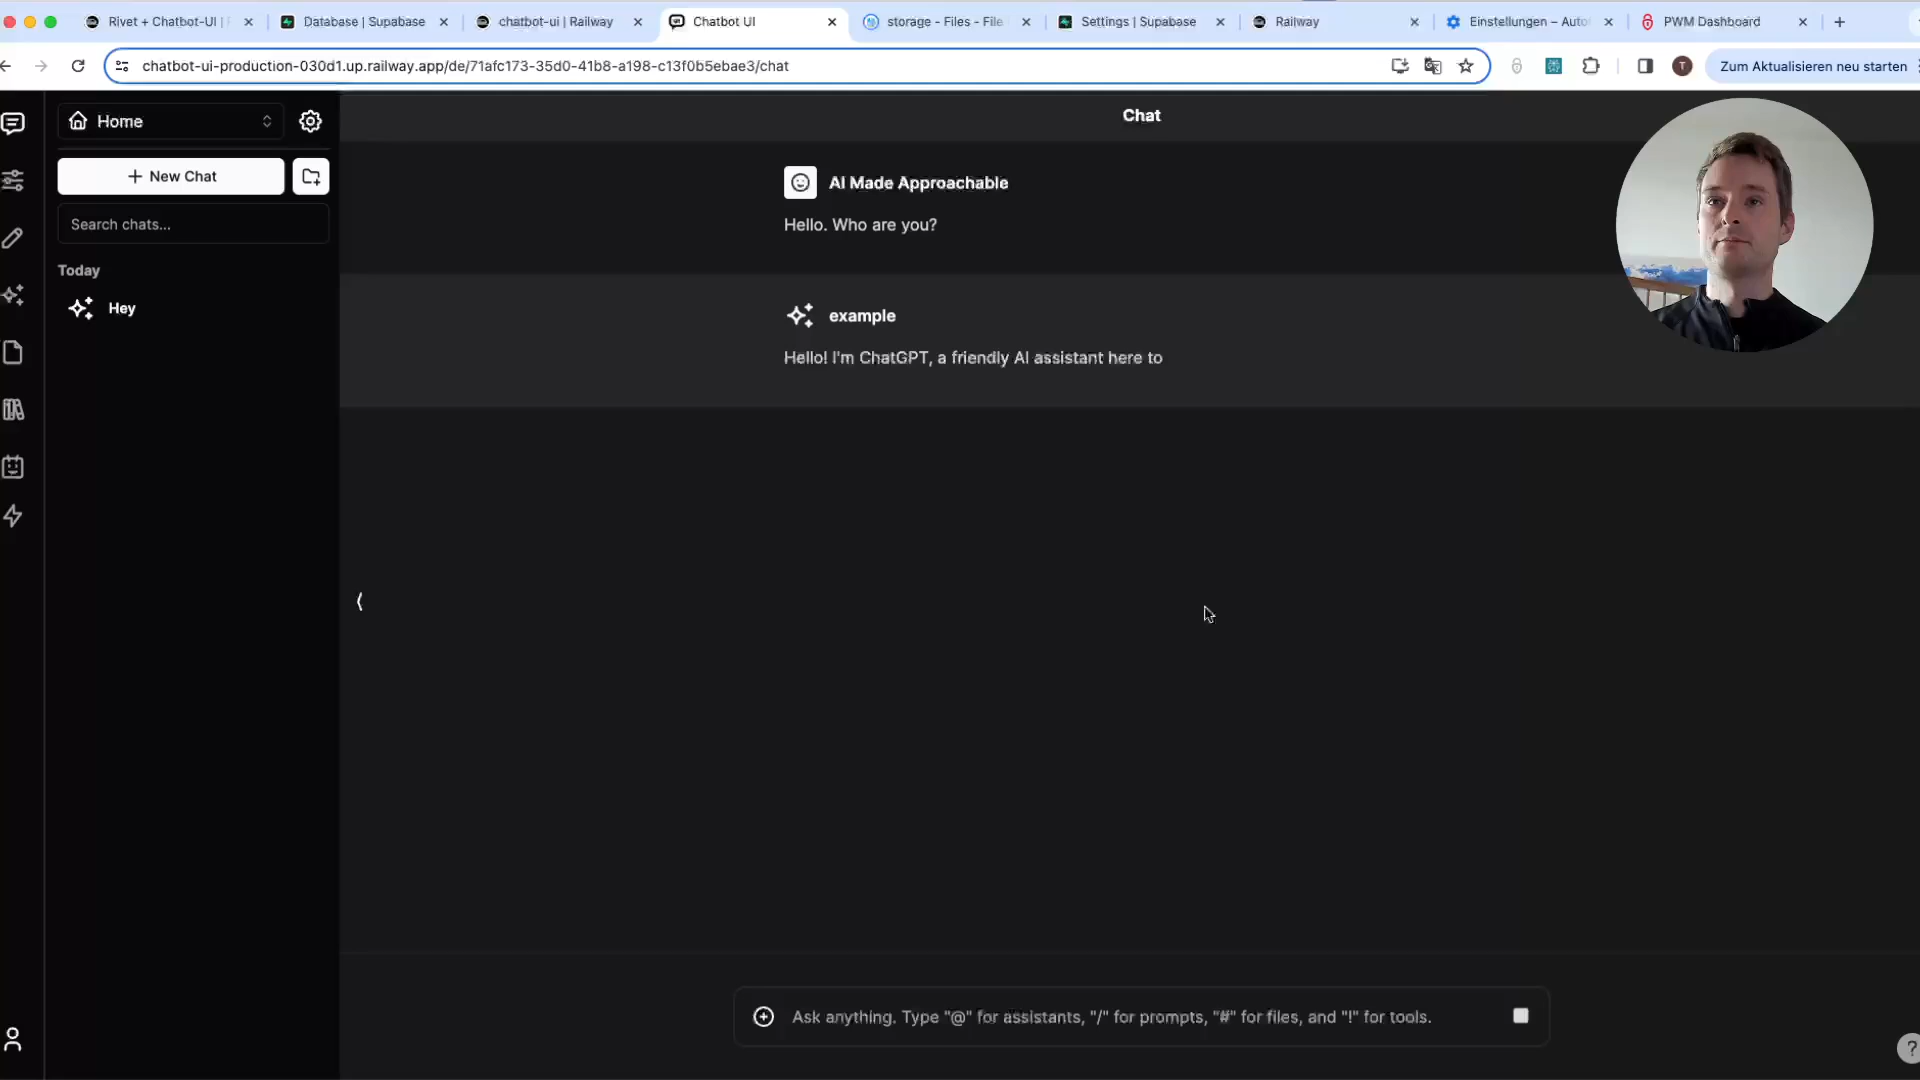 Rivet + Chatbot-UI |
Database | Supabase
chatbot-ui | Railway
Chatbot UI
storage - Files - File
Settings | Supabase
Railway
Einstellungen – Auto
PWM Dashboard
chatbot-ui-production-030d1.up.railway.app/de/71afc173-35d0-41b8-a198-c13f0b5ebae3/chat
T
Zum Aktualisieren neu starten
Home
Chat
+ New Chat
AI Made Approachable
Search chats...
Hello. Who are you?
Today
Hey
example
Hello! I'm ChatGPT, a friendly AI assistant here to
Ask anything. Type "@" for assistants, "/" for prompts, "#" for files, and "!" for tools.
?